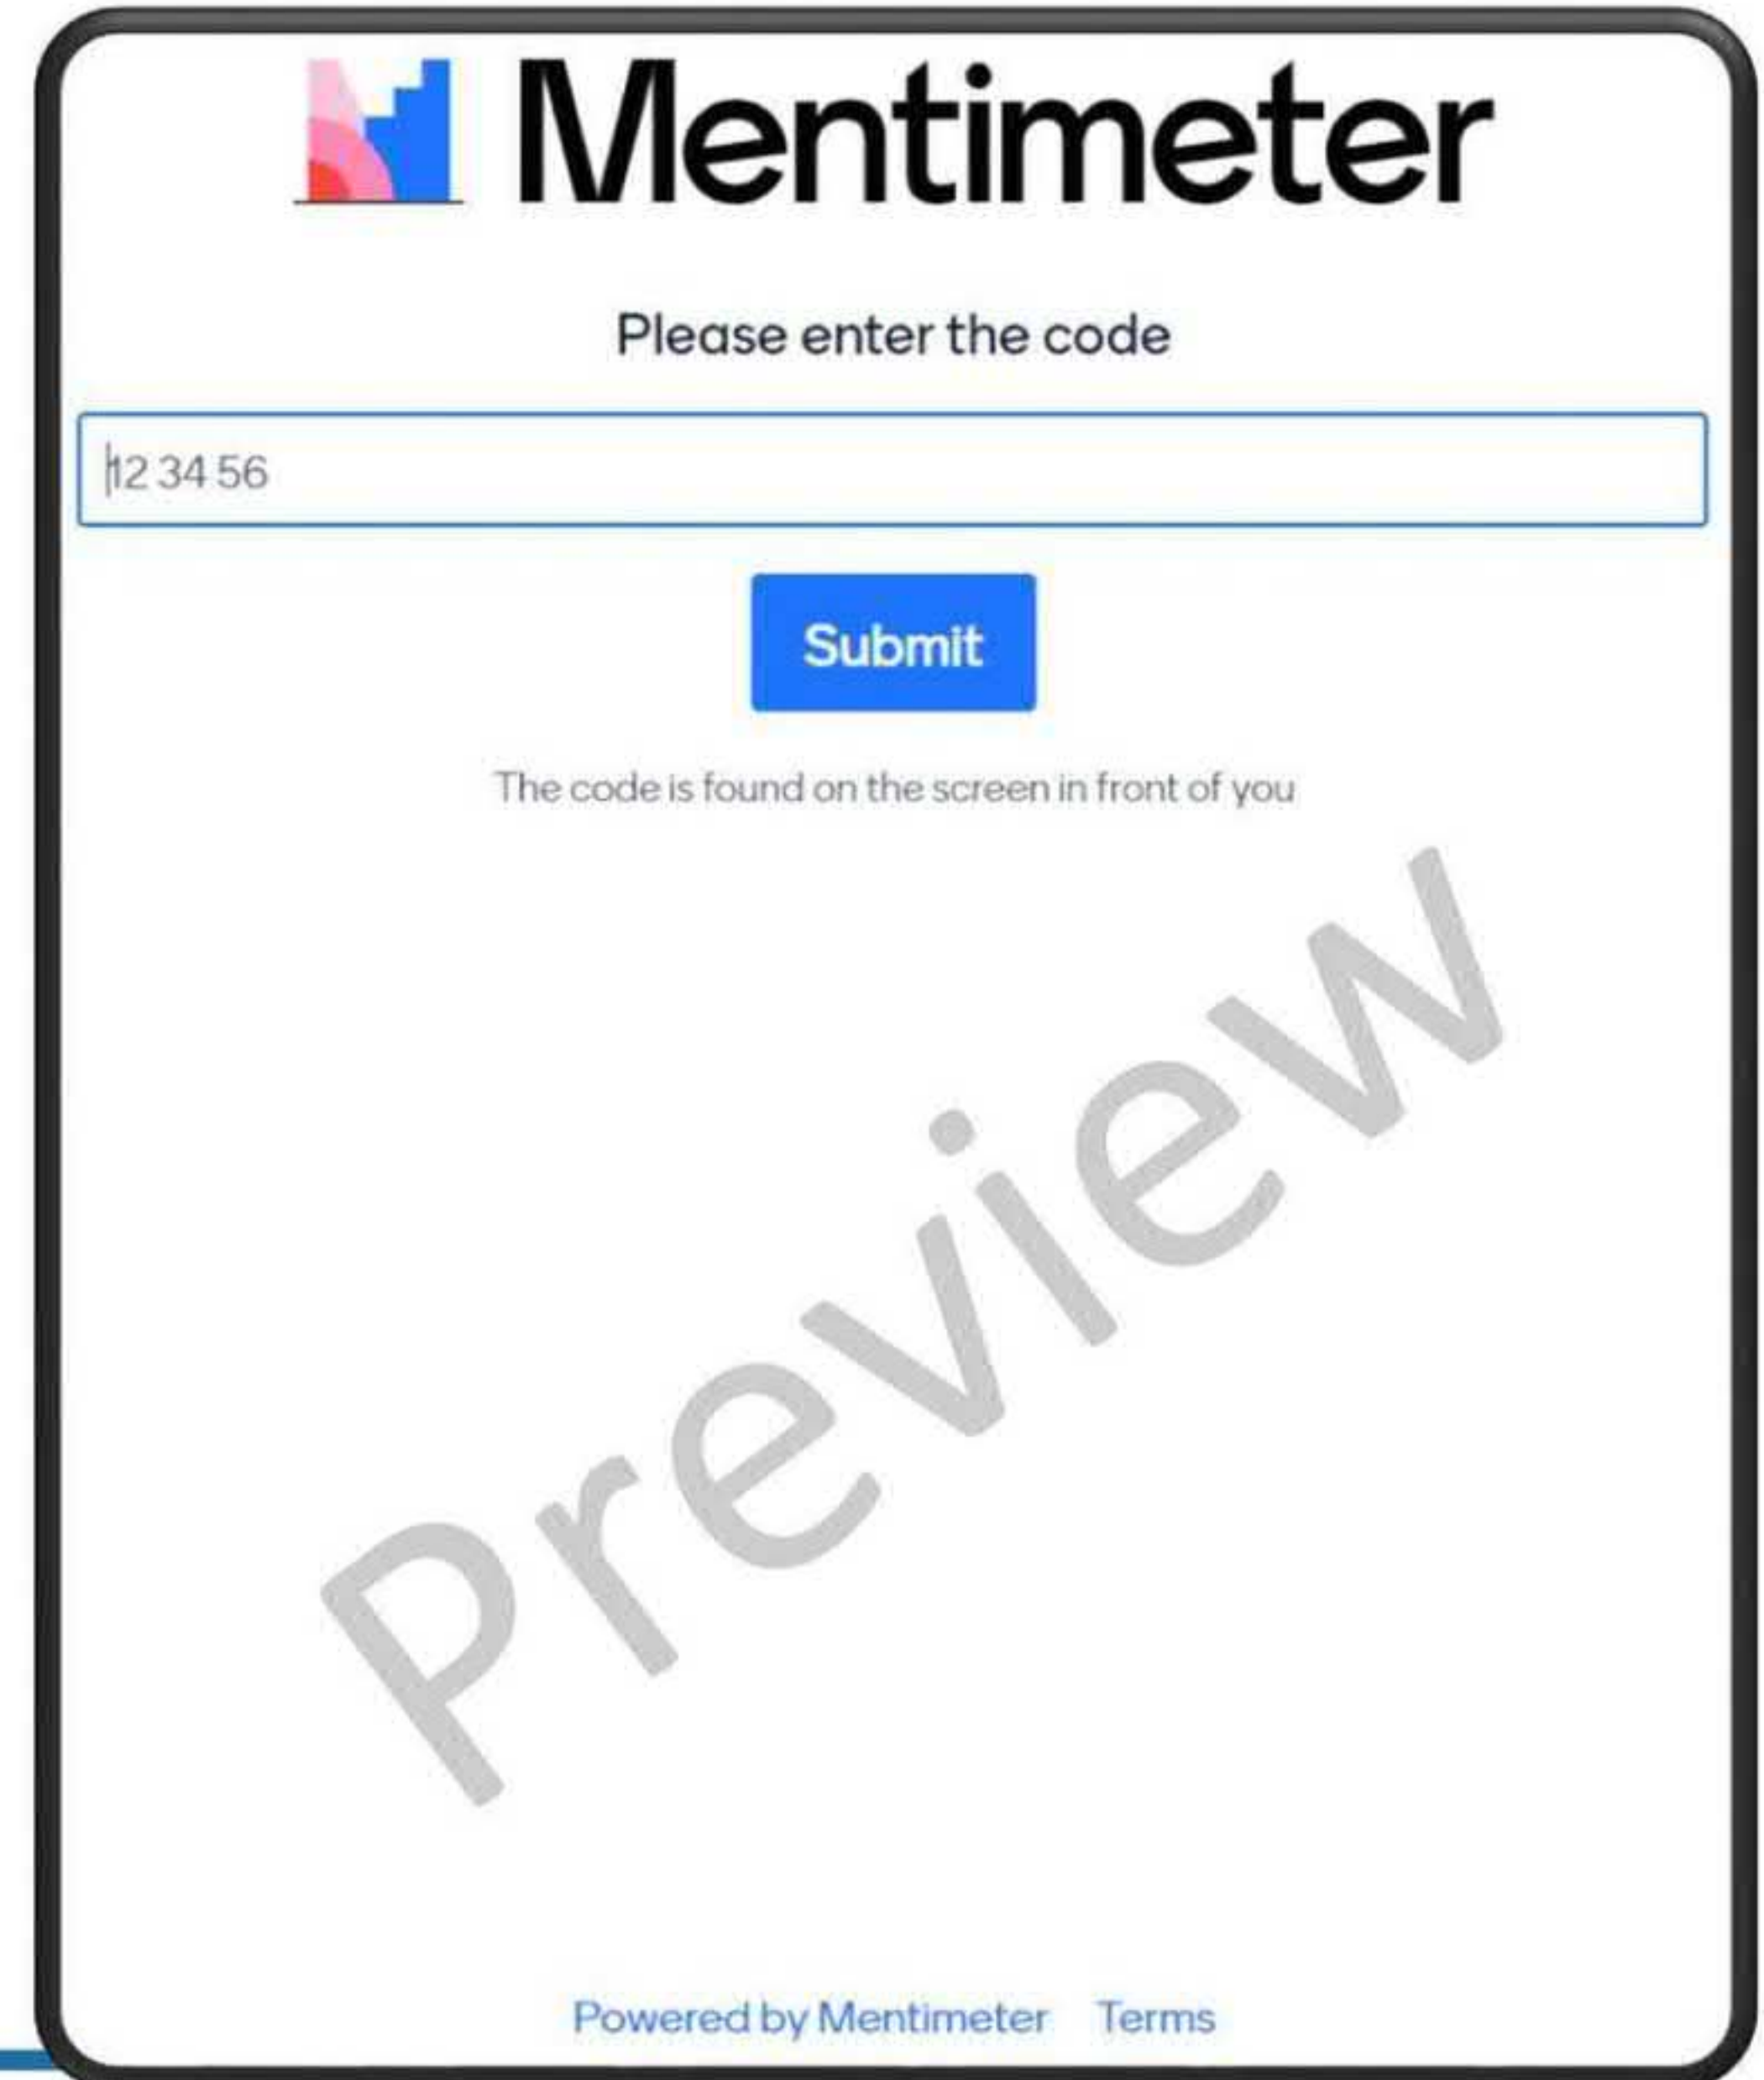 Mentimeter
Please enter the code
12 34 56
Submit
The code is found on the screen in front of you
Preview
Powered by Mentimeter Terms